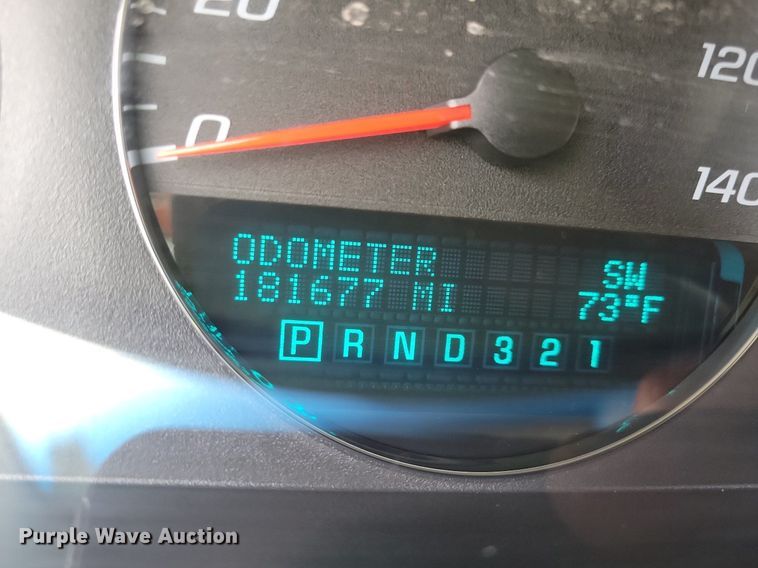 20
120
0
140
ODOMETER SW
181677 MI 73°F
P R N D 3 2 1
Purple Wave Auction